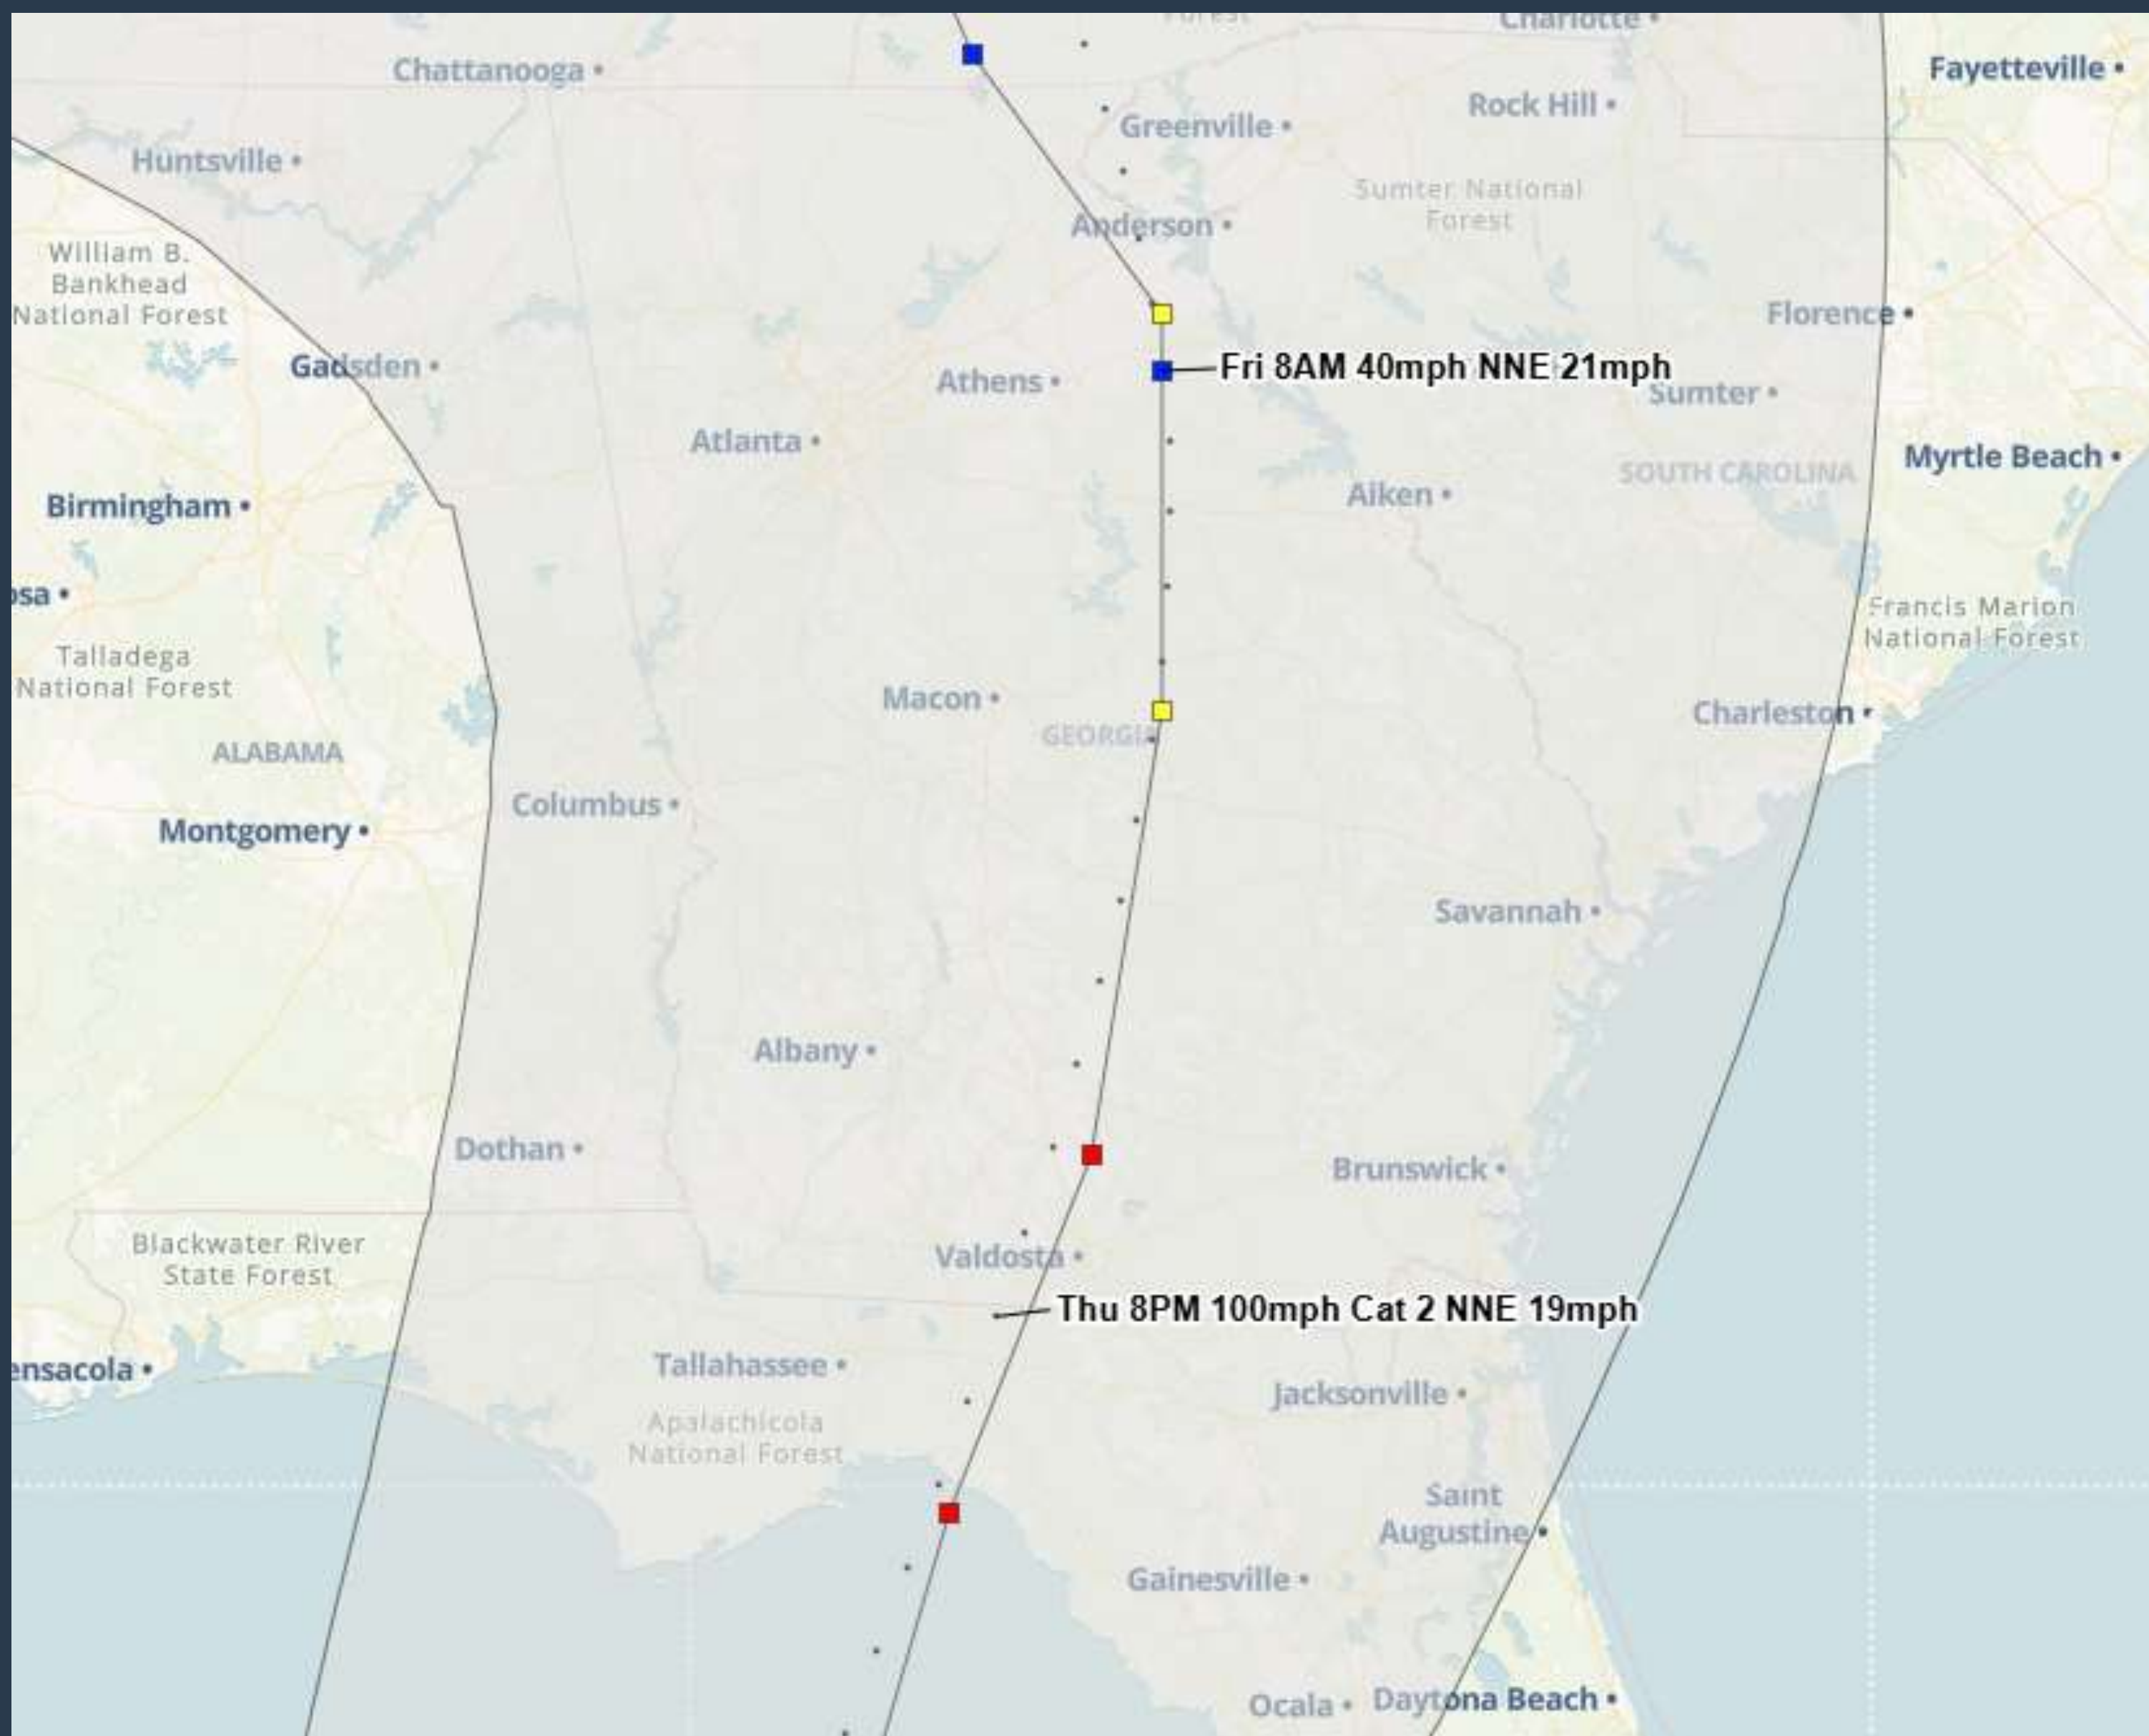 Forest
Charlotte
Chattanooga
Fayetteville
Rock Hill
Greenville
Huntsville
Sumter National
Forest
Anderson
William B.
Bankhead
National Forest
Florence
Gadsden
Fri 8AM 40mph NNE 21mph
Athens
Sumter
Atlanta
Myrtle Beach
SOUTH CAROLINA
Aiken
Birmingham
osa
Francis Marion
National Forest
Talladega
National Forest
Macon
Charleston
GEORGIA
ALABAMA
Columbus
Montgomery
Savannah
Albany
Dothan
Brunswick
Blackwater River
State Forest
Valdosta
Thu 8PM 100mph Cat 2 NNE 19mph
Tallahassee
ensacola
Jacksonville
Apalachicola
National Forest
Saint
Augustine
Gainesville
Ocala
Daytona Beach